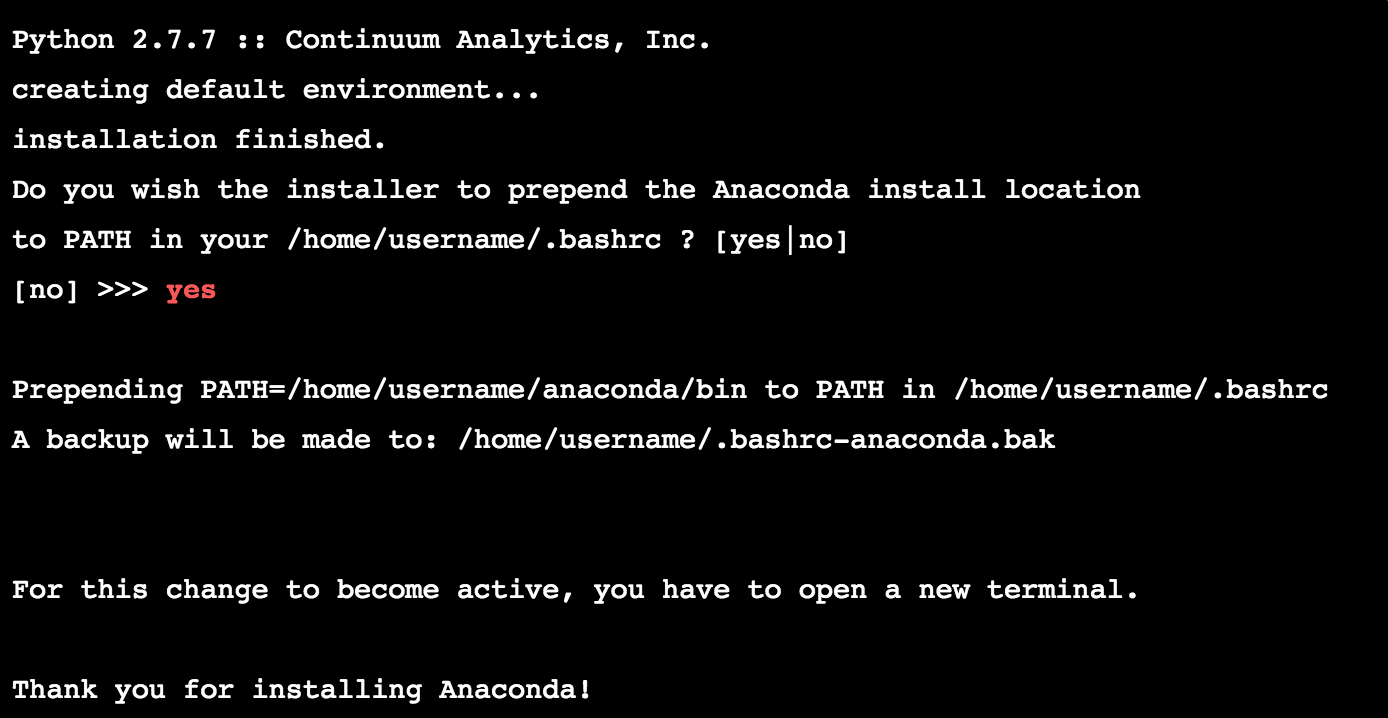 Python 2.7.7 :: Continuum Analytics, Inc.
creating default environment...
installation finished.
Do you wish the installer to prepend the Anaconda install location
to PATH in your /home/username/.bashrc ? [yes|no]
[no] >>> yes
Prepending PATH=/home/username/anaconda/bin to PATH in /home/username/.bashrc
A backup will be made to: /home/username/.bashrc-anaconda.bak
For this change to become active, you have to open a new terminal.
Thank you for installing Anaconda!